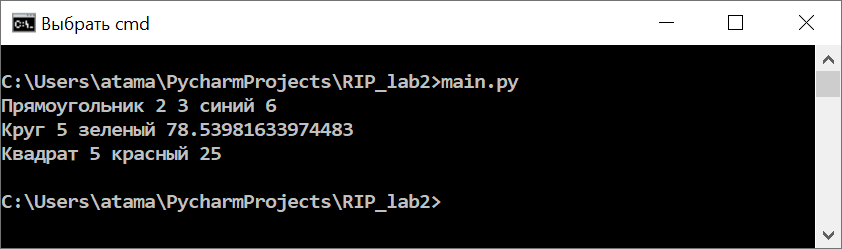 Выбрать cmd
C:\Users\atama\PycharmProjects\RIP_lab2>main.py
Прямоугольник 2 3 синий 6
Круг 5 зеленый 78.53981633974483
Квадрат 5 красный 25
C:\Users\atama\PycharmProjects\RIP_lab2>